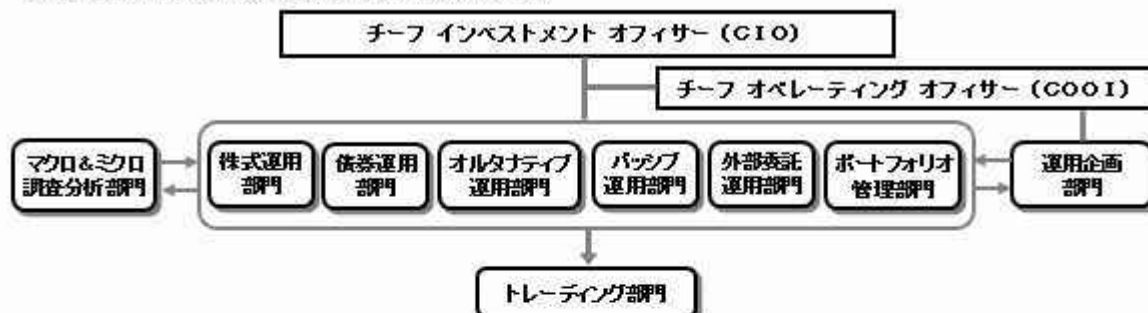 チーフ インベストメント オフィサー (CIO)
チーフ オペレーティング オフィサー (COOI)
マクロ&ミクロ
調査分析部門
株式運用
部門
債券運用
部門
オルタナティブ
運用部門
パッシブ
運用部門
外部委託
運用部門
ポートフォリオ
管理部門
運用企画
部門
トレーディング部門